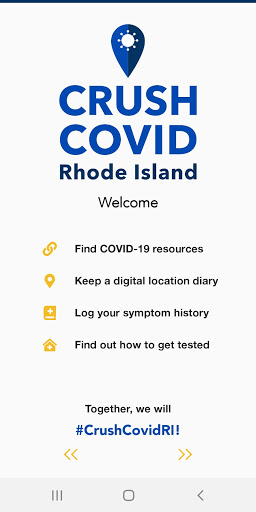 CRUSH
COVID
Rhode Island
Welcome
Find COVID-19 resources
Keep a digital location diary
Log your symptom history
Find out how to get tested
Together, we will
#CrushCovidRI!